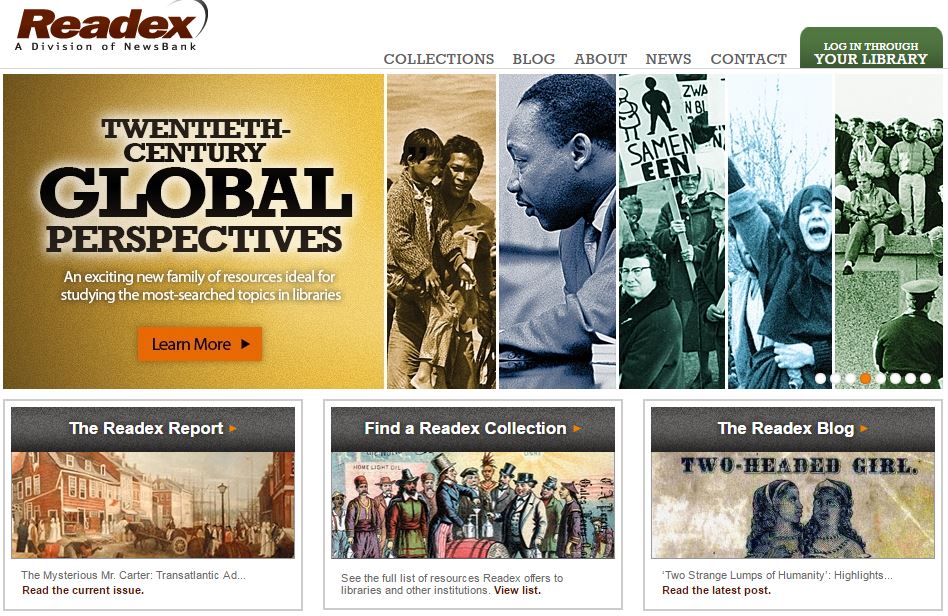 Readex
A Division of NewsBank
COLLECTIONS BLOG ABOUT NEWS CONTACT
LOG IN THROUGH
YOUR LIBRARY
TWENTIETH-
CENTURY
GLOBAL
PERSPECTIVES
An exciting new family of resources ideal for
studying the most-searched topics in libraries
Learn More
ZWA
N BL
SAMEN
EEN
The Readex Report
The Mysterious Mr. Carter: Transatlantic Ad...
Read the current issue.
Find a Readex Collection
HOME LIGHT OIL
See the full list of resources Readex offers to
libraries and other institutions. View list.
The Readex Blog
TWO-HEADED GIRL.
‘Two Strange Lumps of Humanity’: Highlights...
Read the latest post.